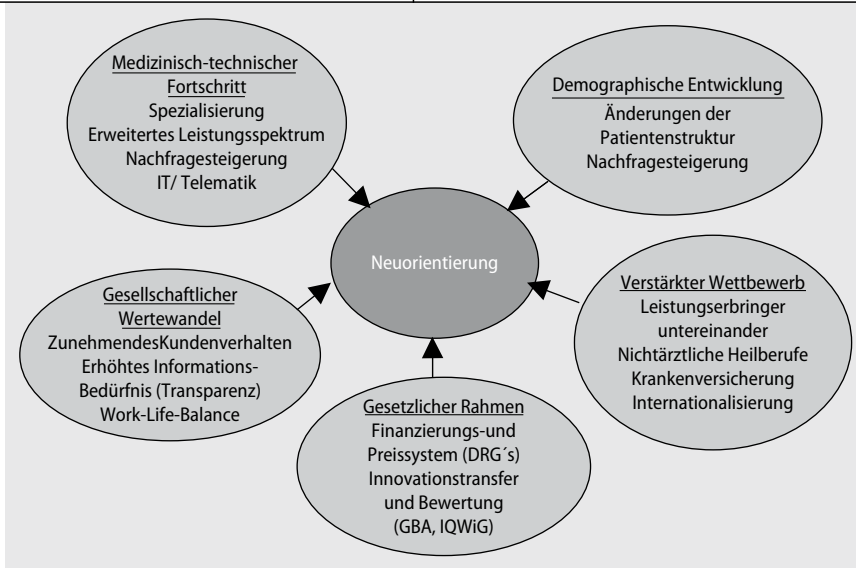 Medizinisch-technischer
Fortschritt
Spezialisierung
Erweitertes Leistungsspektrum
Nachfragesteigerung
IT/ Telematik
Demographische Entwicklung
Änderungen der
Patientenstruktur
Nachfragesteigerung
Neuorientierung
Gesellschaftlicher
Wertewandel
ZunehmendesKundenverhalten
Erhöhtes Informations-
Bedürfnis (Transparenz)
Work-Life-Balance
Verstärkter Wettbewerb
Leistungserbringer
untereinander
Nichtärztliche Heilberufe
Krankenversicherung
Internationalisierung
Gesetzlicher Rahmen
Finanzierungs-und
Preissystem (DRG´s)
Innovationstransfer
und Bewertung
(GBA, IQWiG)